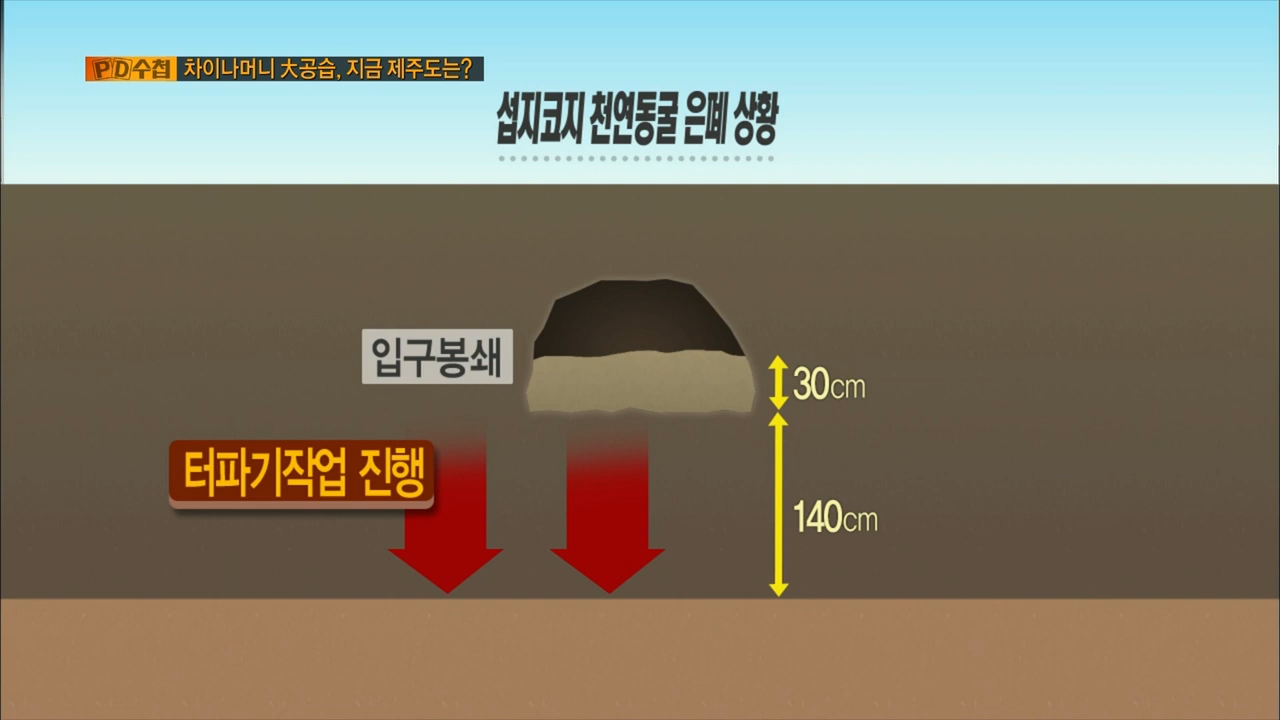 PD수첩 차이나머니 大공습, 지금 제주도는?
섭지코지 천연동굴 은폐 상황
입구봉쇄
30cm
터파기작업 진행
140cm